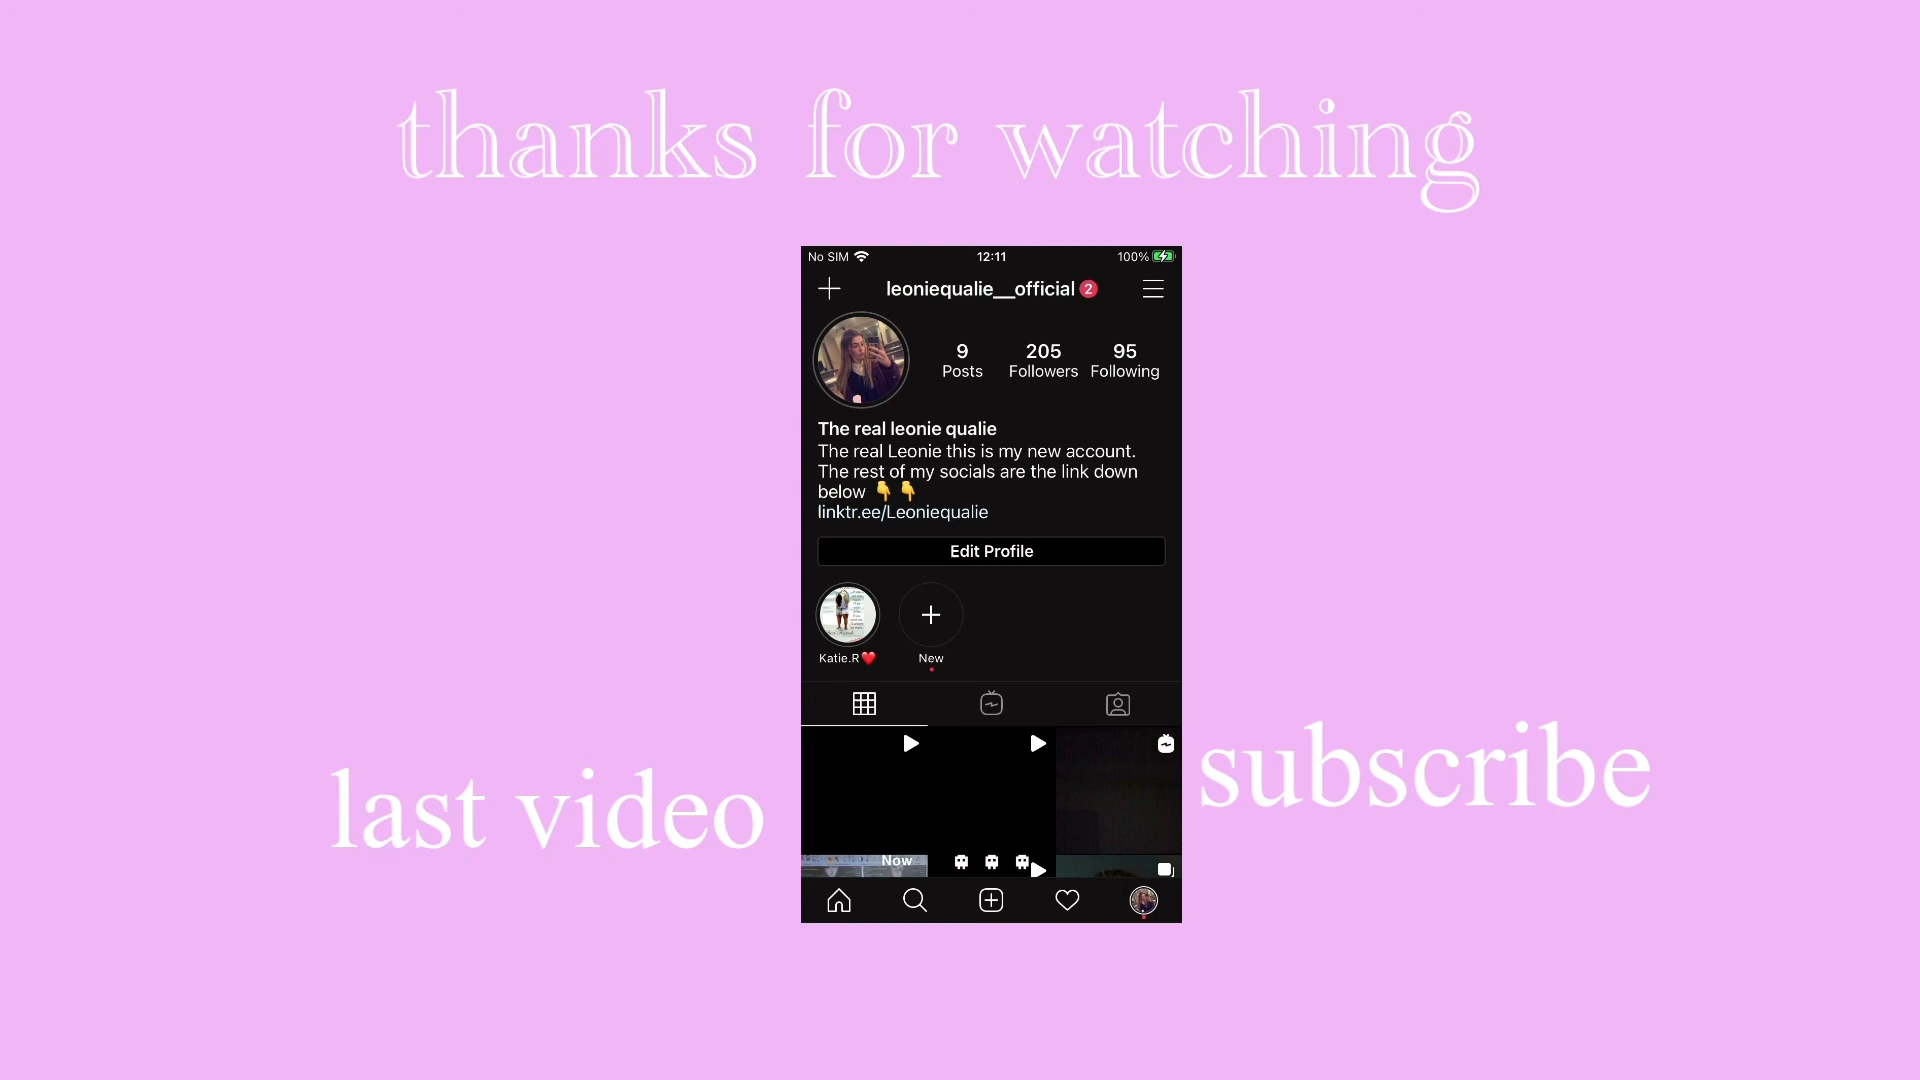 thanks for watching
No SIM 12:11 100%
leoniequalie__official 2
9 205 95
Posts Followers Following
The real leonie qualie
The real Leonie this is my new account.
The rest of my socials are the link down
below 👇👇
linktr.ee/Leoniequalie
Edit Profile
Katie.R❤️ New
last video
subscribe
Now